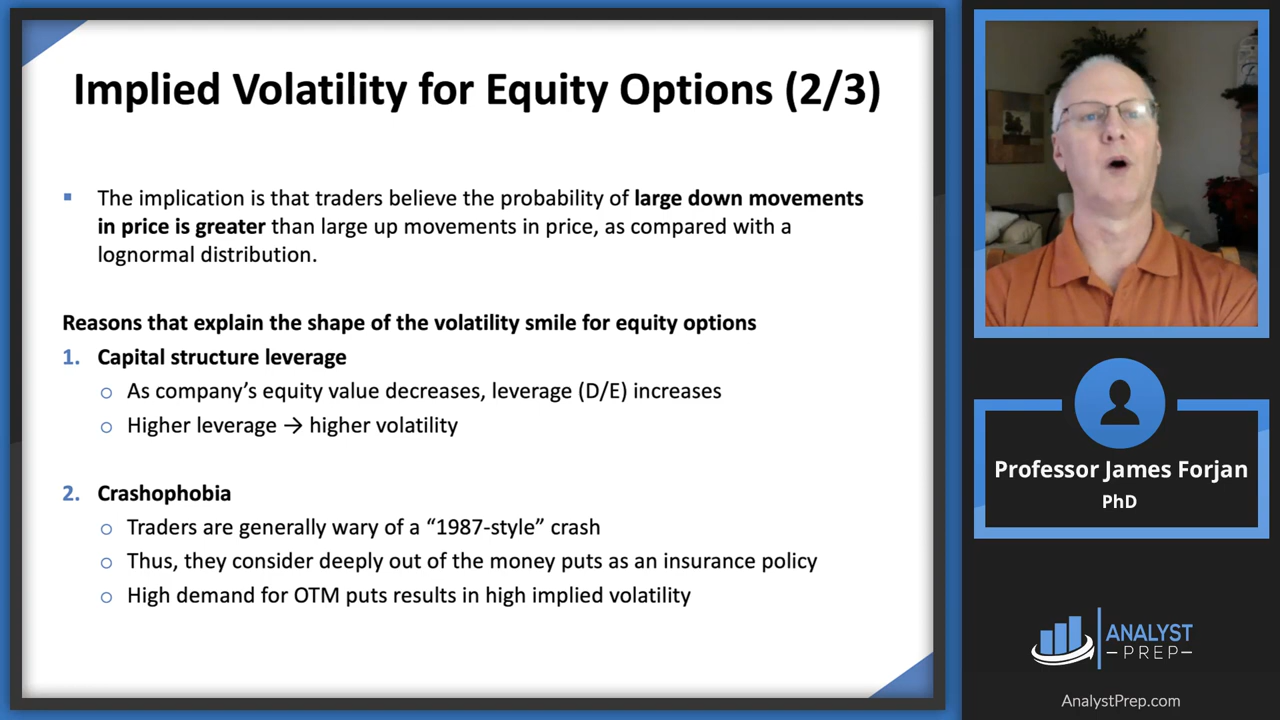 Implied Volatility for Equity Options (2/3)
▪ The implication is that traders believe the probability of large down movements
in price is greater than large up movements in price, as compared with a
lognormal distribution.
Reasons that explain the shape of the volatility smile for equity options
1. Capital structure leverage
o As company’s equity value decreases, leverage (D/E) increases
o Higher leverage → higher volatility
2. Crashophobia
o Traders are generally wary of a “1987-style” crash
o Thus, they consider deeply out of the money puts as an insurance policy
o High demand for OTM puts results in high implied volatility
Professor James Forjan
PhD
ANALYST
–PREP–
AnalystPrep.com